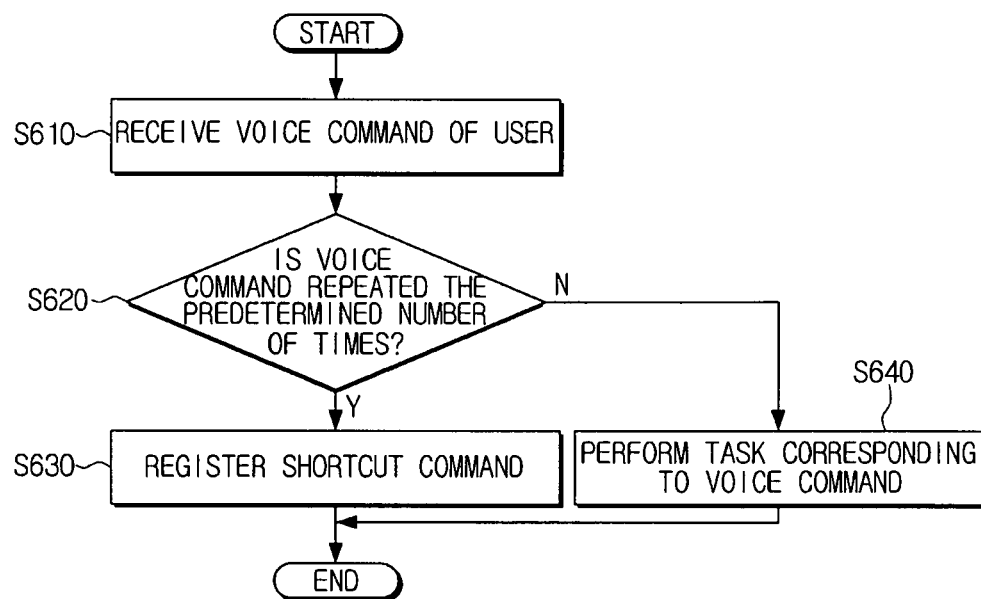 START
S610
RECEIVE VOICE COMMAND OF USER
IS VOICE
COMMAND REPEATED THE
PREDETERMINED NUMBER
OF TIMES?
S620
N
Y
S640
S630
REGISTER SHORTCUT COMMAND
PERFORM TASK CORRESPONDING
TO VOICE COMMAND
END